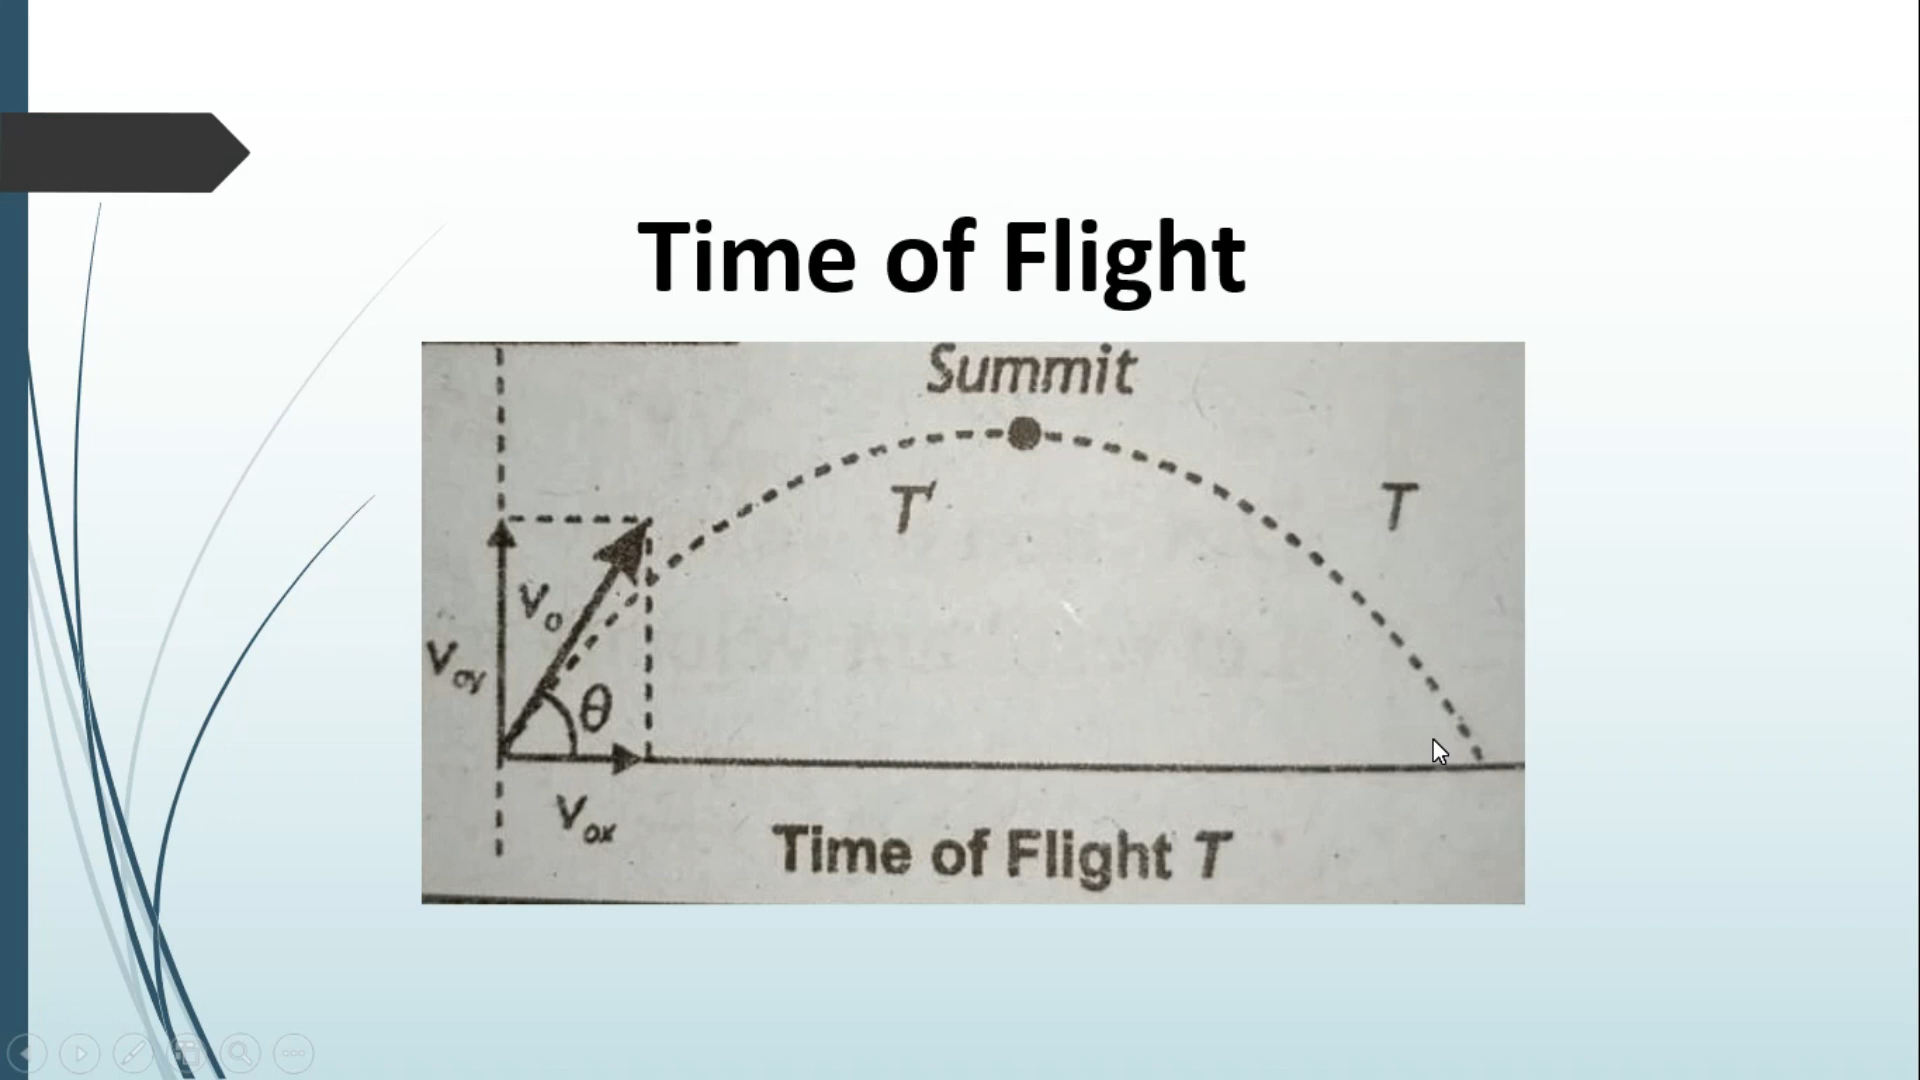 Time of Flight
Summit
T'
T
Vo
Voy
θ
Vox
Time of Flight T